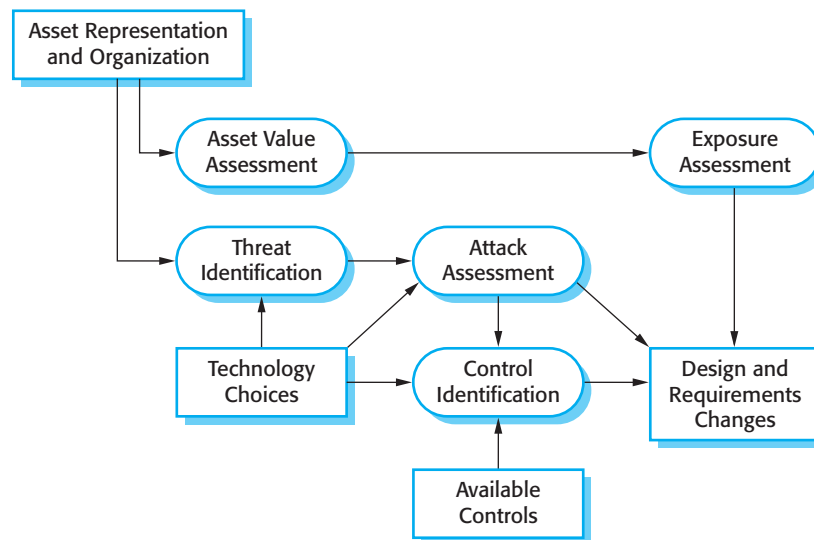 Asset Representation
and Organization
Asset Value
Assessment
Exposure
Assessment
Threat
Identification
Attack
Assessment
Technology
Choices
Control
Identification
Design and
Requirements
Changes
Available
Controls